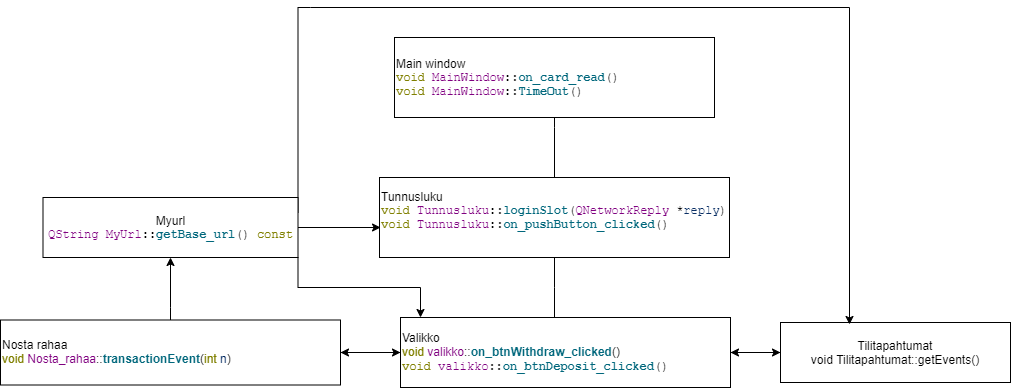 Main window
void MainWindow::on_card_read()
void MainWindow::TimeOut()
Tunnusluku
void Tunnusluku::loginSlot(QNetworkReply *reply)
void Tunnusluku::on_pushButton_clicked()
Myurl
QString MyUrl::getBase_url() const
Nosta rahaa
void Nosta_rahaa::transactionEvent(int n)
Valikko
void valikko::on_btnWithdraw_clicked()
void valikko::on_btnDeposit_clicked()
Tilitapahtumat
void Tilitapahtumat::getEvents()